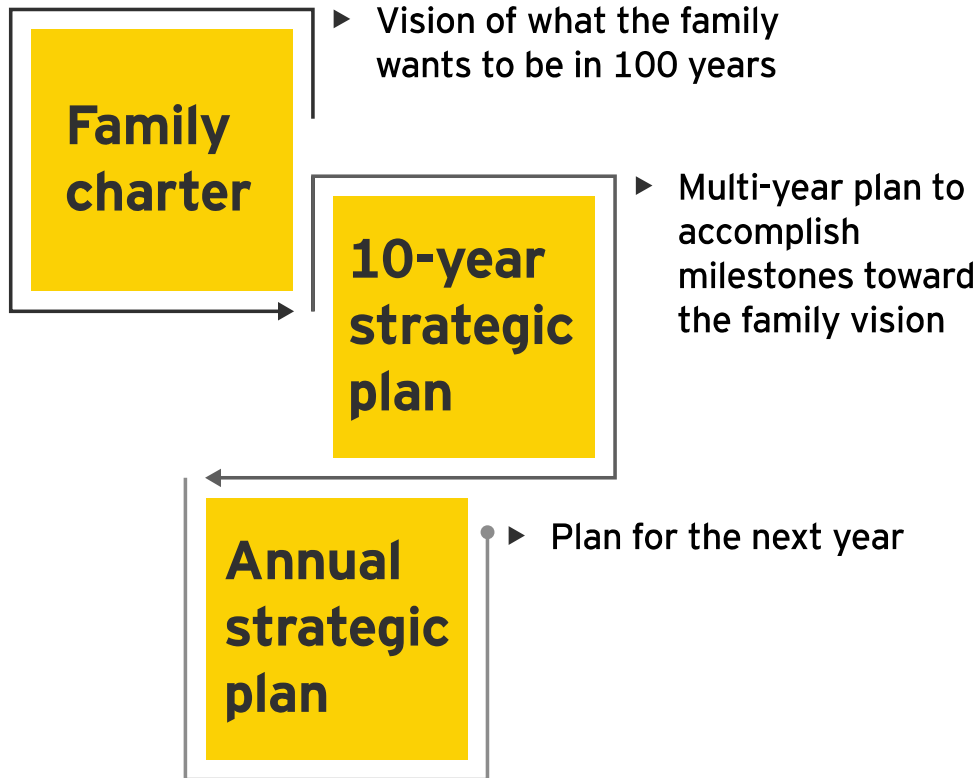 Vision of what the family
wants to be in 100 years
Family
charter
Multi-year plan to
accomplish
milestones toward
the family vision
10-year
strategic
plan
Plan for the next year
Annual
strategic
plan